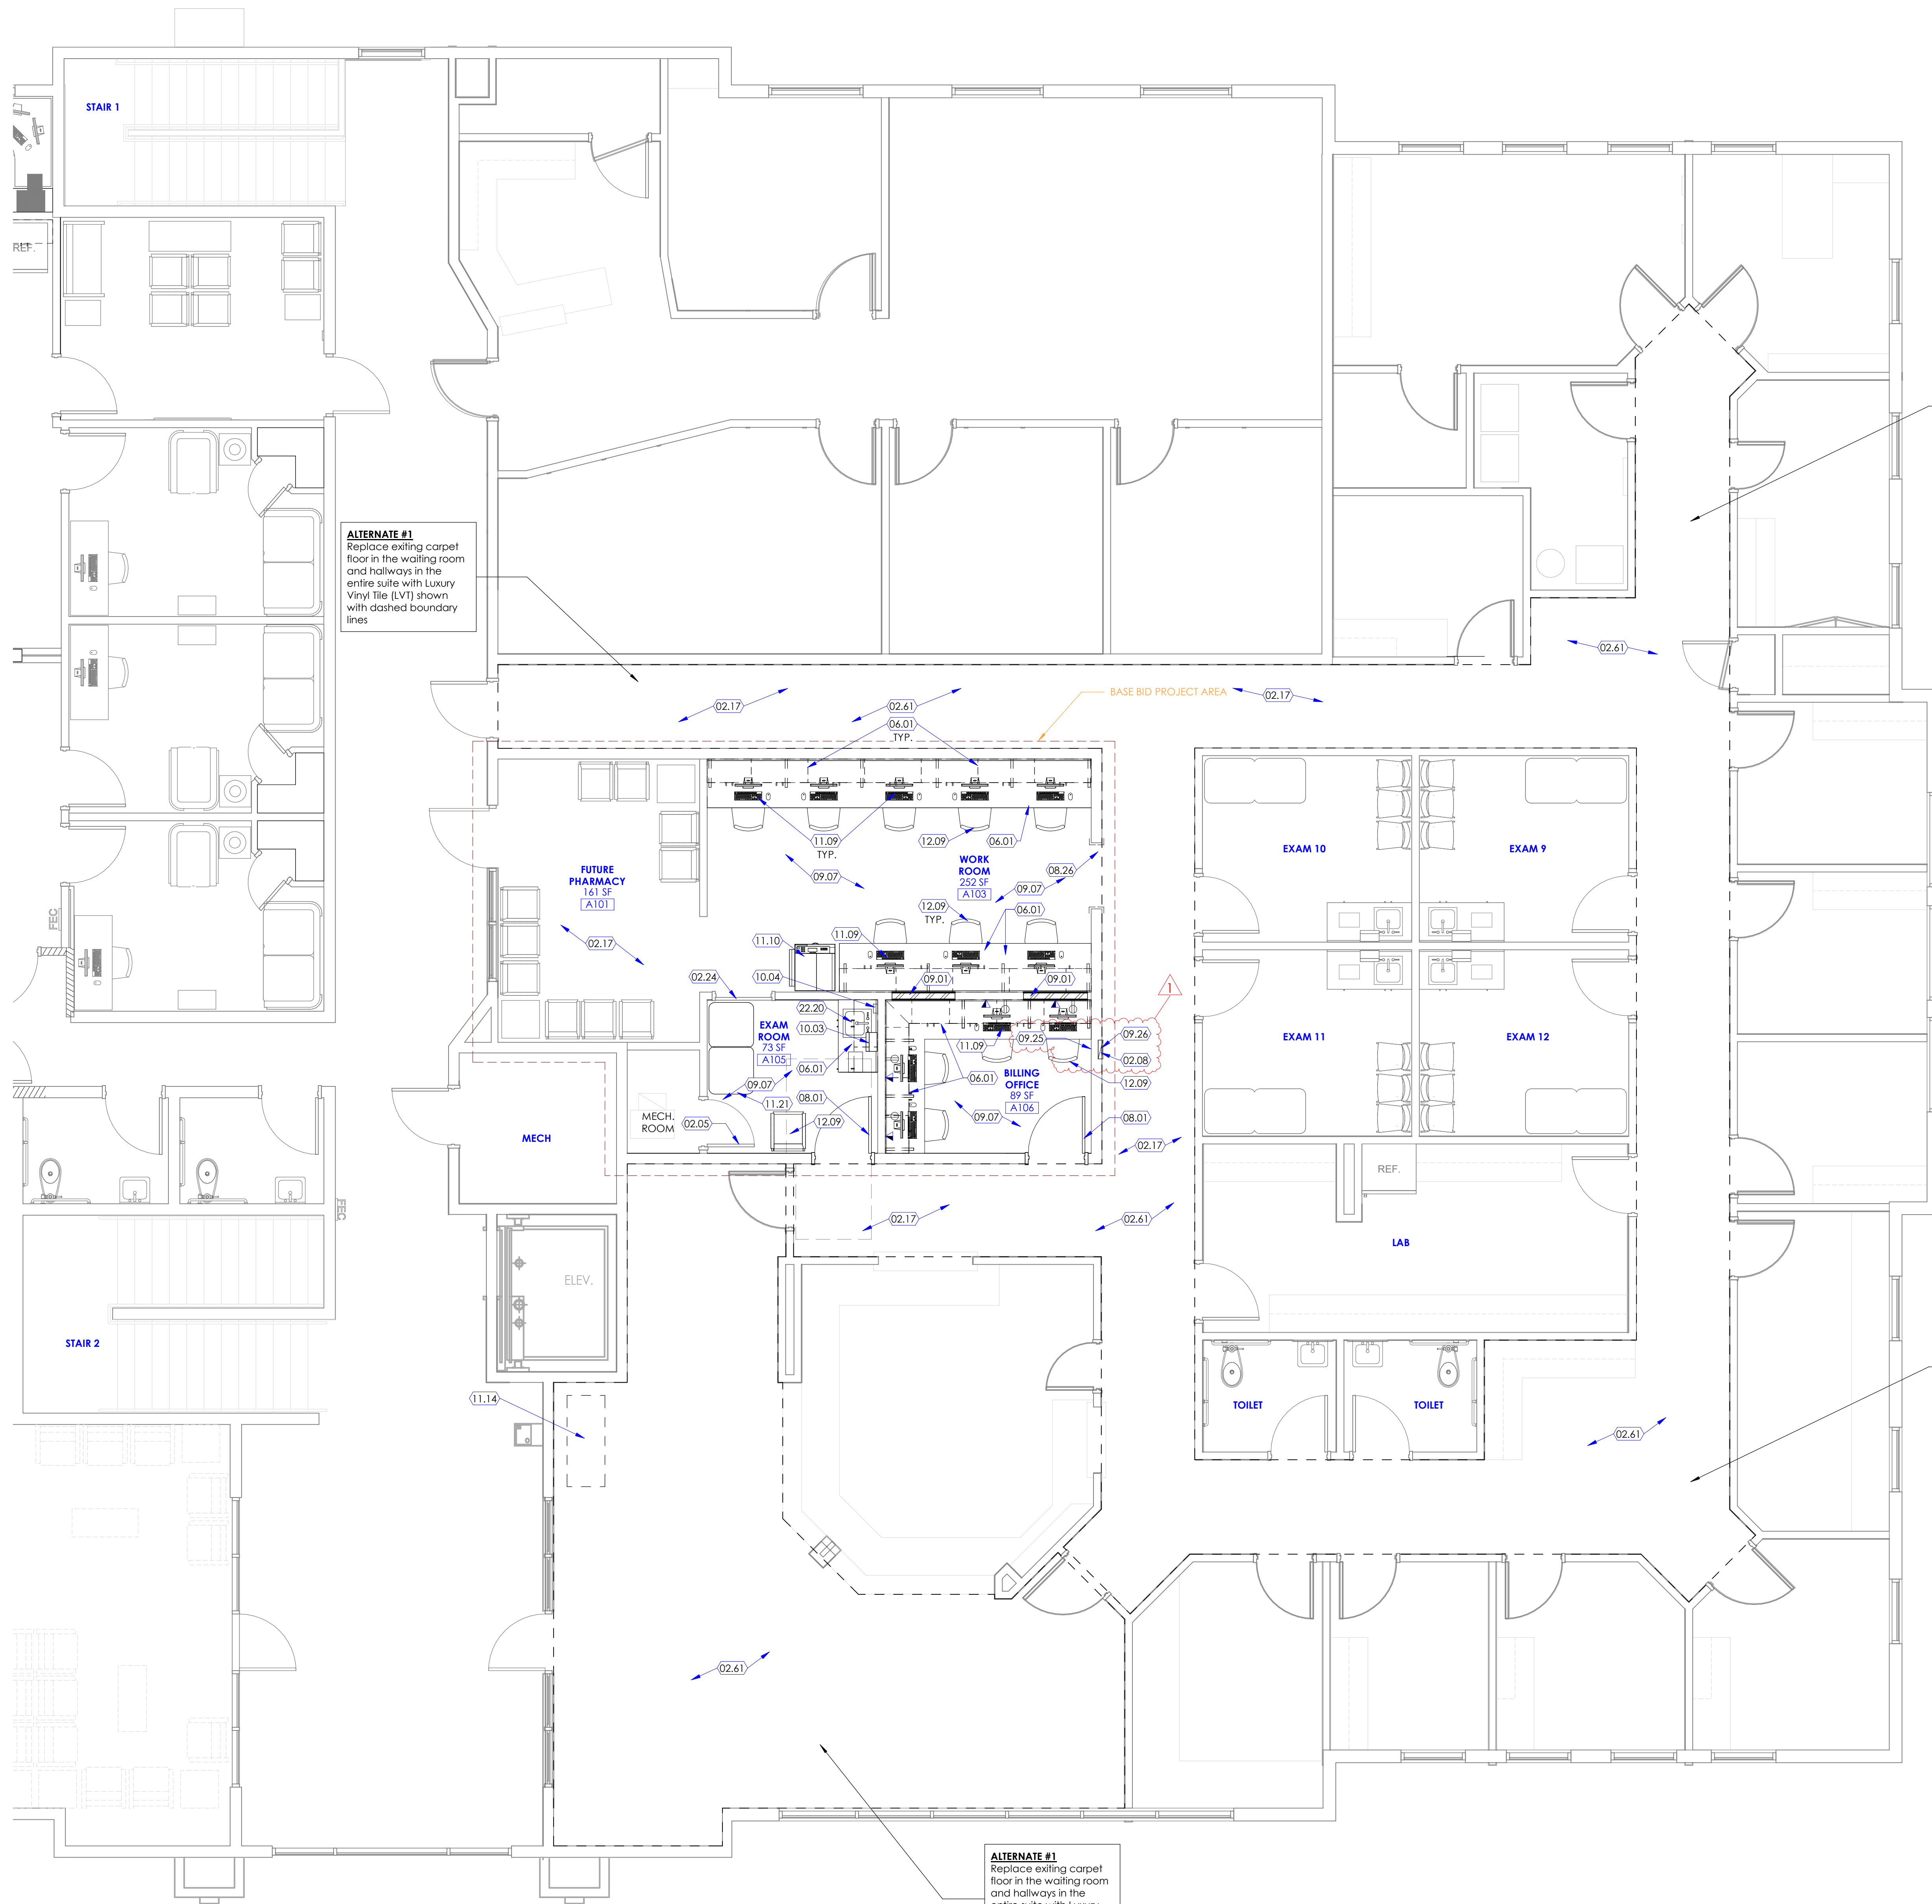 STAIR 1
REF.
ALTERNATE #1
Replace exiting carpet
floor in the waiting room
and hallways in the
entire suite with Luxury
Vinyl Tile (LVT) shown
with dashed boundary
lines
02.61
BASE BID PROJECT AREA
02.17
02.17
02.61
06.01
TYP.
11.09
TYP.
12.09
06.01
EXAM 10
EXAM 9
FUTURE
PHARMACY
161 SF
A101
WORK
ROOM
252 SF
A103
08.26
09.07
09.07
FEC
12.09
TYP.
06.01
02.17
11.10
11.09
02.24
10.04
09.01
09.01
1
22.20
10.03
EXAM
ROOM
73 SF
A105
06.01
09.25
09.26
11.09
02.08
EXAM 11
EXAM 12
06.01
BILLING
OFFICE
89 SF
A106
12.09
09.07
11.21
08.01
12.09
09.07
08.01
MECH.
ROOM
02.05
MECH
02.17
REF.
FEC
02.17
02.61
LAB
ELEV.
STAIR 2
11.14
TOILET
TOILET
02.61
02.61
ALTERNATE #1
Replace exiting carpet
floor in the waiting room
and hallways in the
entire suite with Luxury